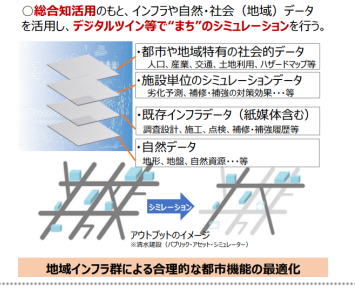 ○総合知活用のもと、インフラや自然・社会（地域）データ
を活用し、デジタルツイン等で“まち”のシミュレーションを行う。
・都市や地域特有の社会的データ
人口、産業、交通、土地利用、ハザードマップ等
・施設単位のシミュレーションデータ
劣化予測、補修・補強の対策効果・・・等
・既存インフラデータ（紙媒体含む）
調査設計、施工、点検、補修・補強履歴等
・自然データ
地形、地盤、自然資源・・・等
シミレーション
アウトプットのイメージ
※清水建設（パブリック・アセット・シミュレーター）
地域インフラ群による合理的な都市機能の最適化